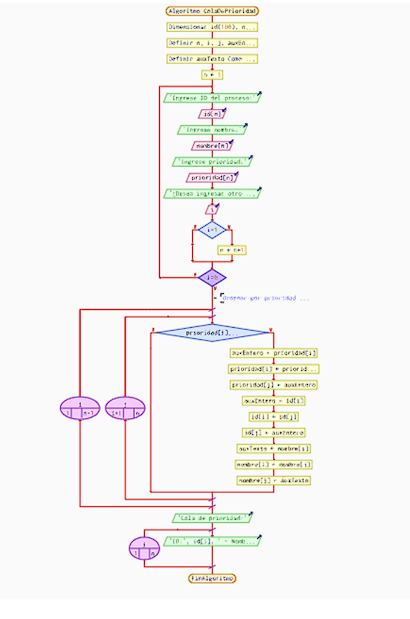 Algoritmo ColaDePrioridad
Dimensionar id(100), n...
Definir n, i, j, auxEn...
Definir auxTexto Como ...
n = 1
'Ingrese ID del proceso:'
id[n]
'Ingrese nombre:
nombre[n]
'Ingrese prioridad:'
prioridad[n]
'¿Desea ingresar otro ...
i
n = n+1
Ordenar por prioridad ...
prioridad[j]...
auxEntero = prioridad[i]
prioridad[i] = priorid...
prioridad[j] = auxEntero
auxEntero = id[i]
id[i] = id[j]
id[j] = auxEntero
auxTexto = nombre[i]
nombre[i] = nombre[j]
nombre[j] = auxTexto
i
1 n-1
j
i+1 n
'Cola de prioridad:'
i
1 n
'ID:', id[i], ' - Nomb...
FinAlgoritmo